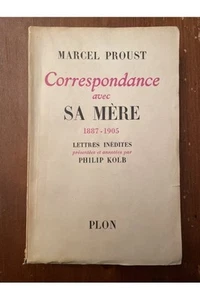 MARCEL PROUST
Correspondance
avec
SA MÈRE
1887-1905
LETTRES INÉDITES
présentées et annotées par
PHILIP KOLB
PLON